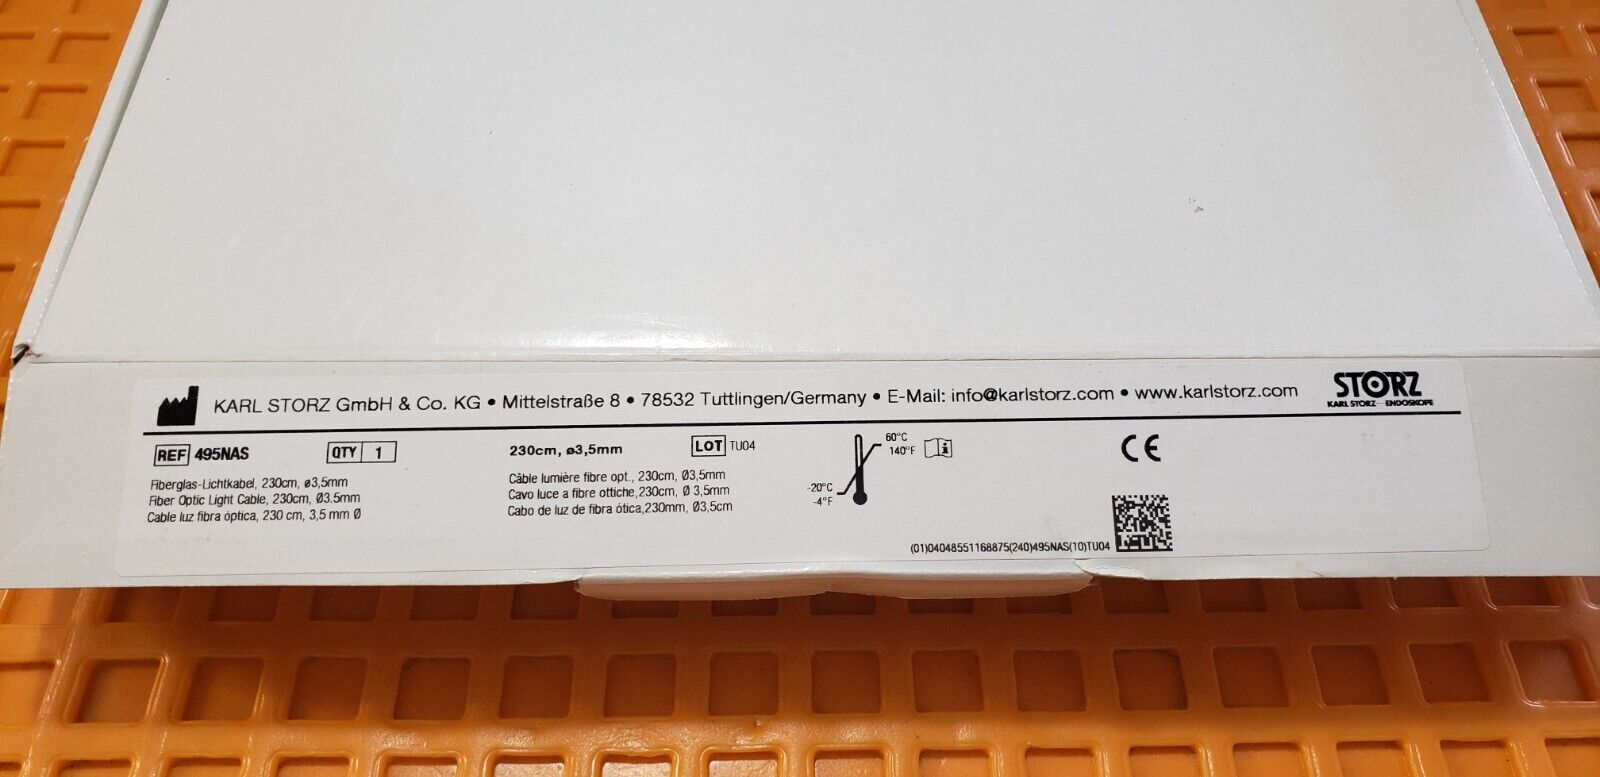 KARL STORZ GmbH & Co. KG • Mittelstraße 8 • 78532 Tuttlingen/Germany • E-Mail: info@karlstorz.com • www.karlstorz.com
STORZ
KARL STORZ—ENDOSKOPE
REF 495NAS
QTY 1
Fiberglas-Lichtkabel, 230cm, ø3,5mm
Fiber Optic Light Cable, 230cm, Ø3.5mm
Cable luz fibra óptica, 230 cm, 3,5 mm Ø
230cm, ø3,5mm
Câble lumière fibre opt., 230cm, Ø3,5mm
Cavo luce a fibre ottiche,230cm, Ø 3,5mm
Cabo de luz de fibra ótica,230mm, Ø3,5cm
LOT TU04
60°C
140°F
-20°C
-4°F
i
CE
(01)04048551168875(240)495NAS(10)TU04